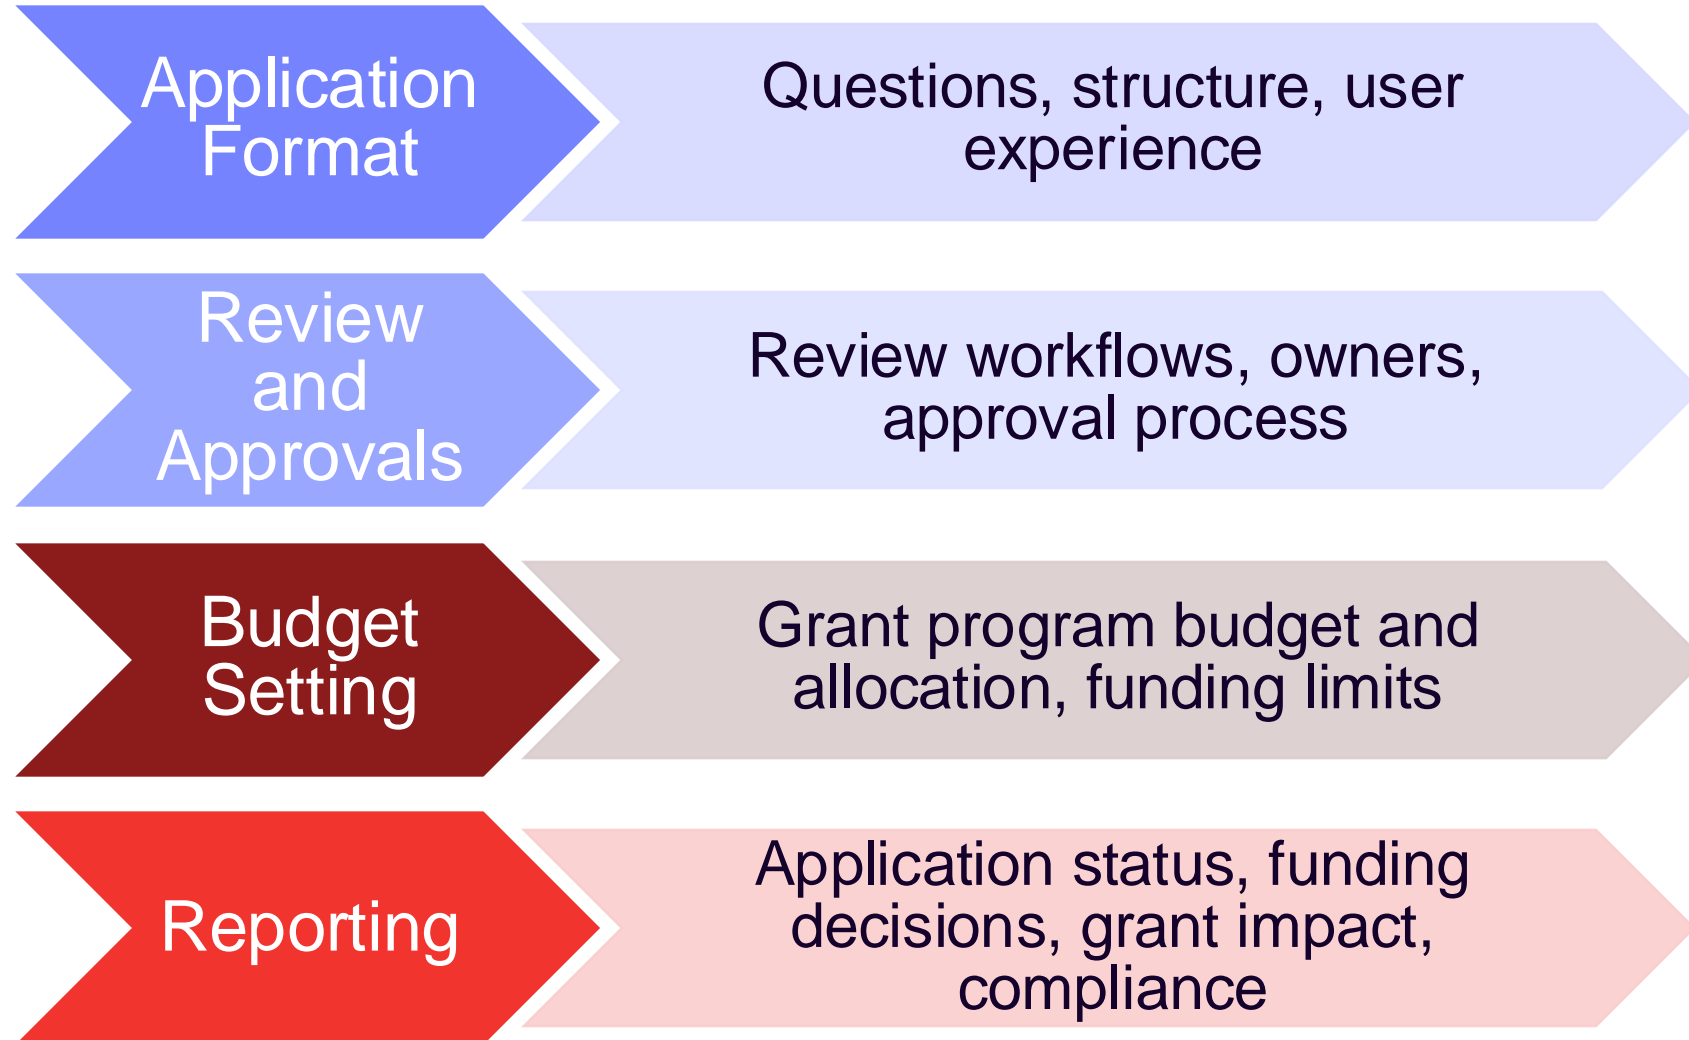 Application
Format
Questions, structure, user
experience
Review
and
Approvals
Review workflows, owners,
approval process
Budget
Setting
Grant program budget and
allocation, funding limits
Reporting
Application status, funding
decisions, grant impact,
compliance